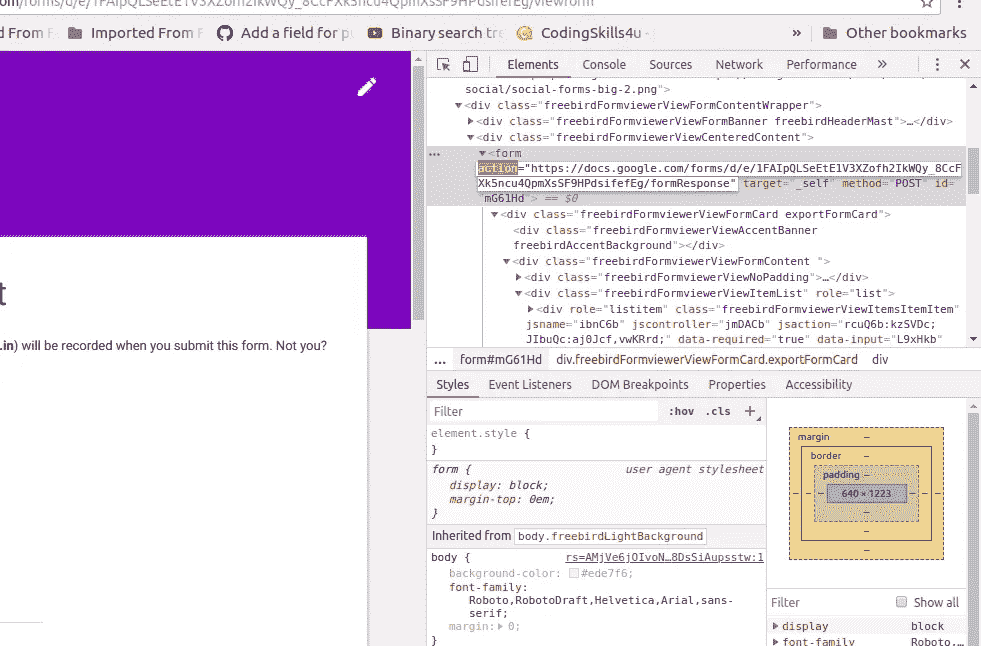 om/forms/d/e/1FAIpQLSeEtE1V3XZofh2IkWQy_8CcFXk5ncu4QpmXsSF9HPdsifefEg/viewform
d From F Imported From F Add a field for pu Binary search tre CodingSkills4u - » Other bookmarks
Elements Console Sources Network Performance »
social/social-forms-big-2.png">
<div class="freebirdFormviewerViewFormContentWrapper">
<div class="freebirdFormviewerViewFormBanner freebirdHeaderMast">…</div>
<div class="freebirdFormviewerViewCenteredContent">
<form
action="https://docs.google.com/forms/d/e/1FAIpQLSeEtE1V3XZofh2IkWQy_8CcF
Xk5ncu4QpmXsSF9HPdsifefEg/formResponse" target="_self" method="POST" id=
"mG61Hd"> == $0
<div class="freebirdFormviewerViewFormCard exportFormCard">
<div class="freebirdFormviewerViewAccentBanner
freebirdAccentBackground"></div>
<div class="freebirdFormviewerViewFormContent ">
<div class="freebirdFormviewerViewNoPadding">…</div>
<div class="freebirdFormviewerViewItemList" role="list">
<div role="listitem" class="freebirdFormviewerViewItemsItemItem"
jsname="ibnC6b" jscontroller="jmDACb" jsaction="rcuQ6b:kzSVDc;
JIbuQc:aj0Jcf,vwKRrd;" data-required="true" data-input="L9xHkb"
t
.in) will be recorded when you submit this form. Not you?
... form#mG61Hd div.freebirdFormviewerViewFormCard.exportFormCard div
Styles Event Listeners DOM Breakpoints Properties Accessibility
Filter :hov .cls +
element.style {
}
form { user agent stylesheet
display: block;
margin-top: 0em;
}
Inherited from body.freebirdLightBackground
body { rs=AMjVe6jOIvoN…8DsSiAupsstw:1
background-color: #ede7f6;
font-family:
Roboto,RobotoDraft,Helvetica,Arial,sans-
serif;
margin: 0;
}
margin –
border –
padding –
– – – 640 × 1223 – – –
–
–
–
Filter Show all
display block
font-family Roboto,…